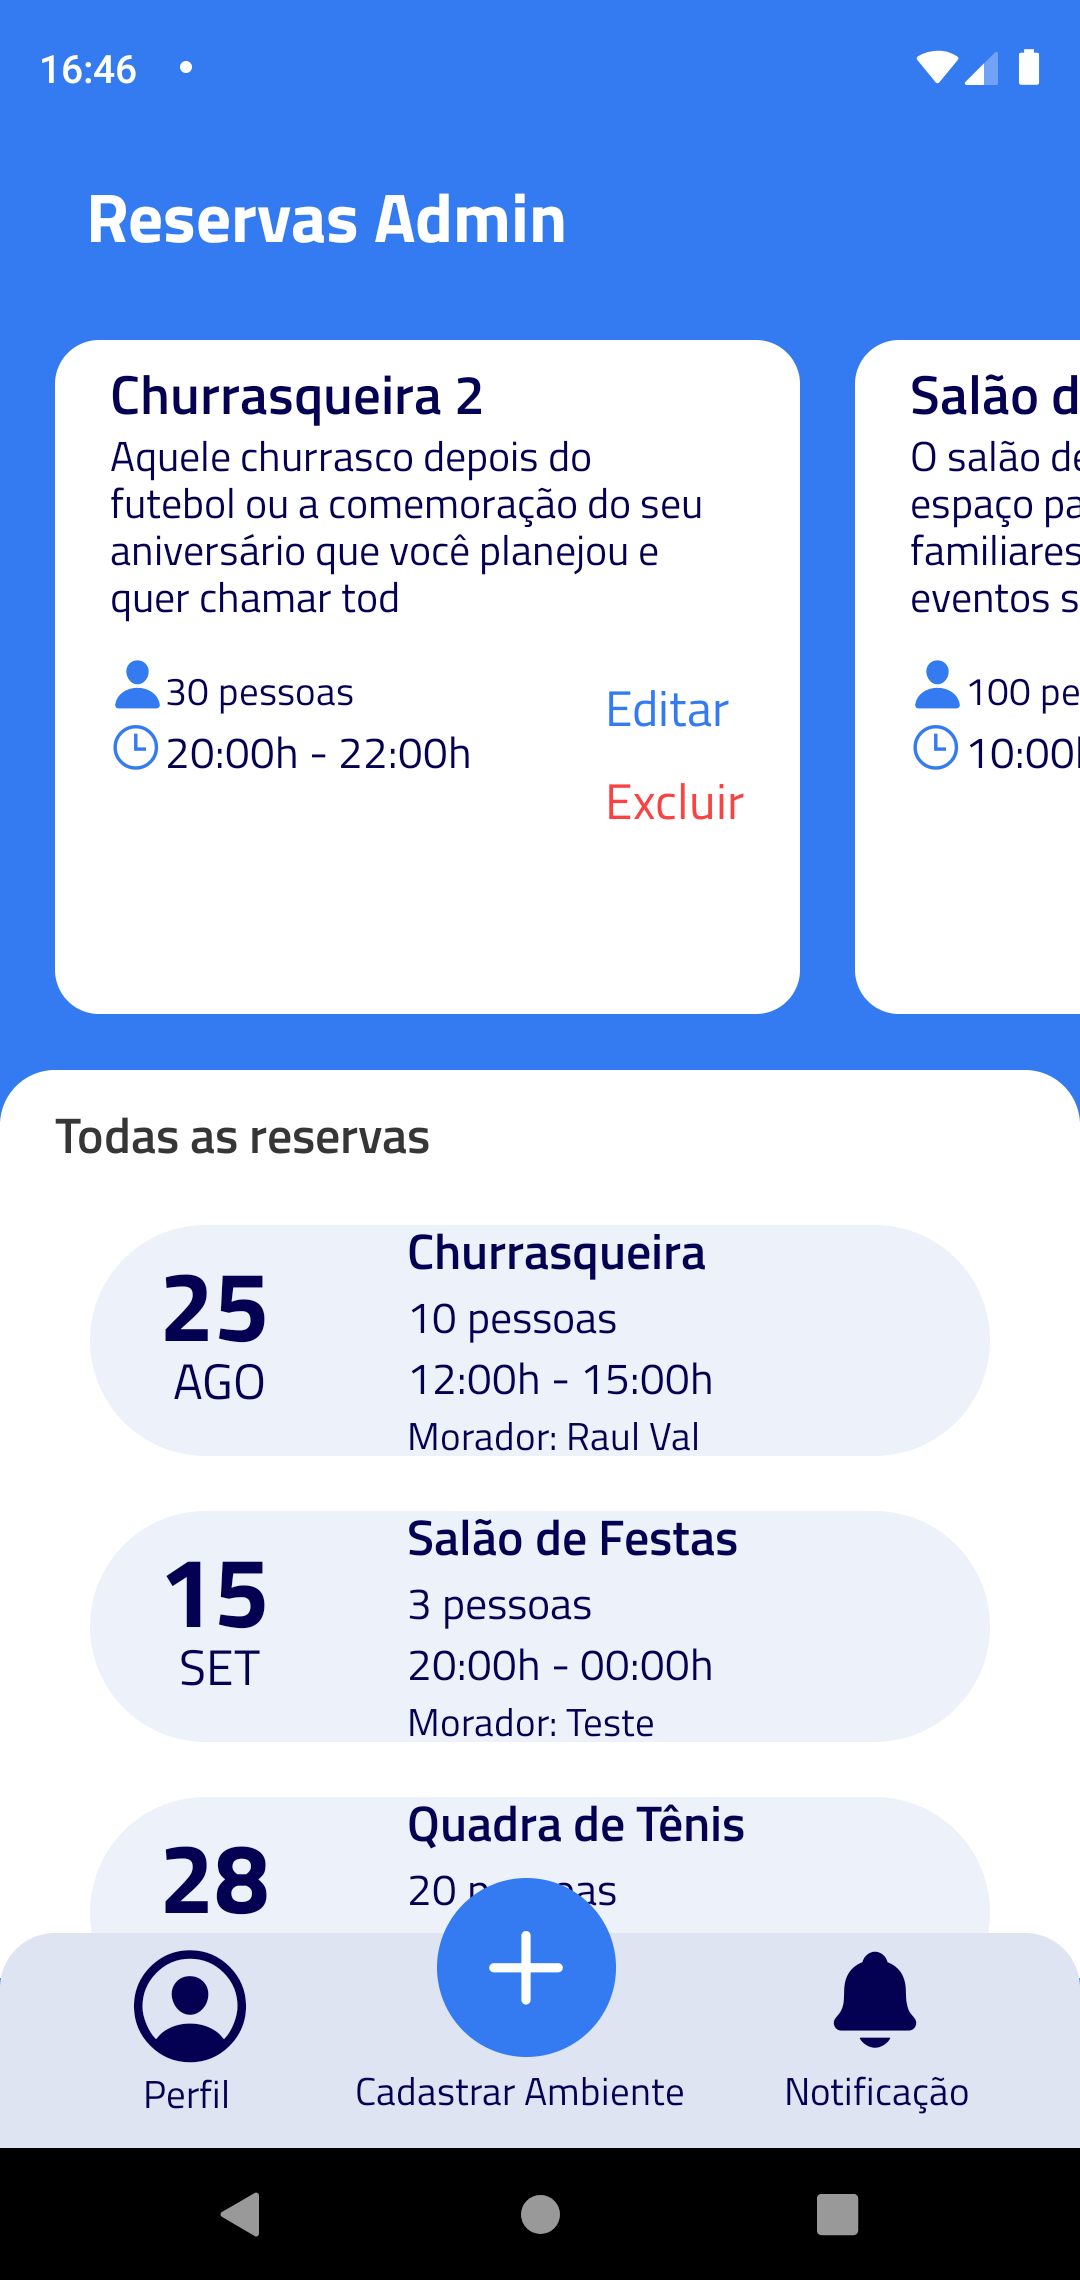 16:46
Reservas Admin
Churrasqueira 2
Aquele churrasco depois do
futebol ou a comemoração do seu
aniversário que você planejou e
quer chamar tod
30 pessoas
20:00h - 22:00h
Editar
Excluir
Salão d
O salão de
espaço pa
familiares
eventos s
100 pe
10:00h
Todas as reservas
25
AGO
Churrasqueira
10 pessoas
12:00h - 15:00h
Morador: Raul Val
15
SET
Salão de Festas
3 pessoas
20:00h - 00:00h
Morador: Teste
28
Quadra de Tênis
20 pessoas
Perfil
Cadastrar Ambiente
Notificação